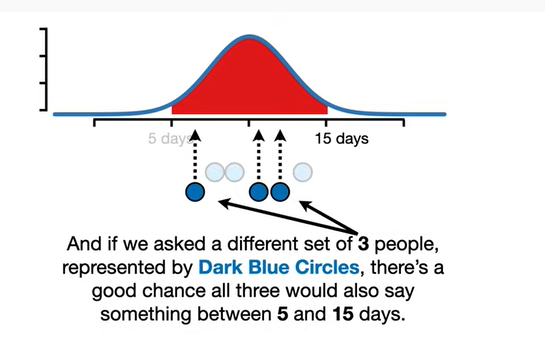 5 days
15 days
And if we asked a different set of 3 people,
represented by Dark Blue Circles, there's a
good chance all three would also say
something between 5 and 15 days.